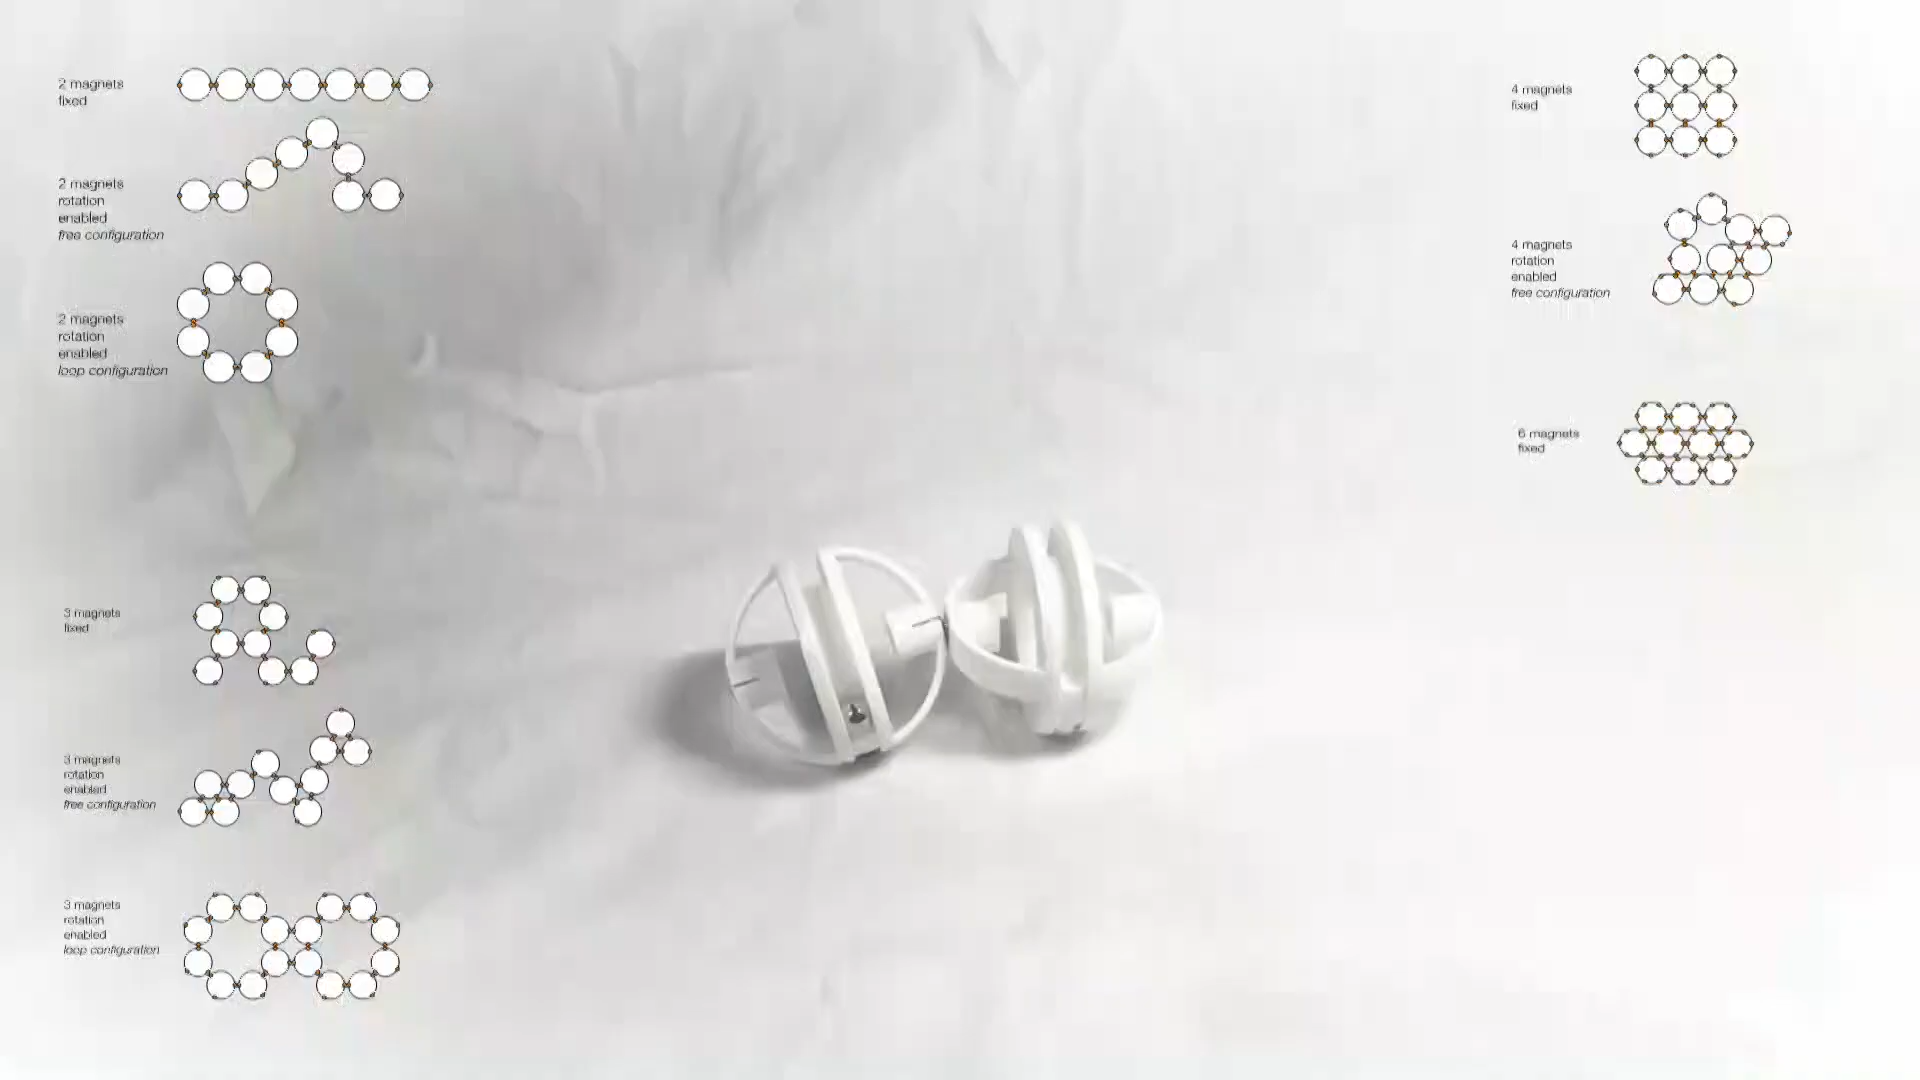 2 magnets
fixed
2 magnets
rotation
enabled
free configuration
2 magnets
rotation
enabled
loop configuration
3 magnets
fixed
3 magnets
rotation
enabled
free configuration
3 magnets
rotation
enabled
loop configuration
4 magnets
fixed
4 magnets
rotation
enabled
free configuration
6 magnets
fixed